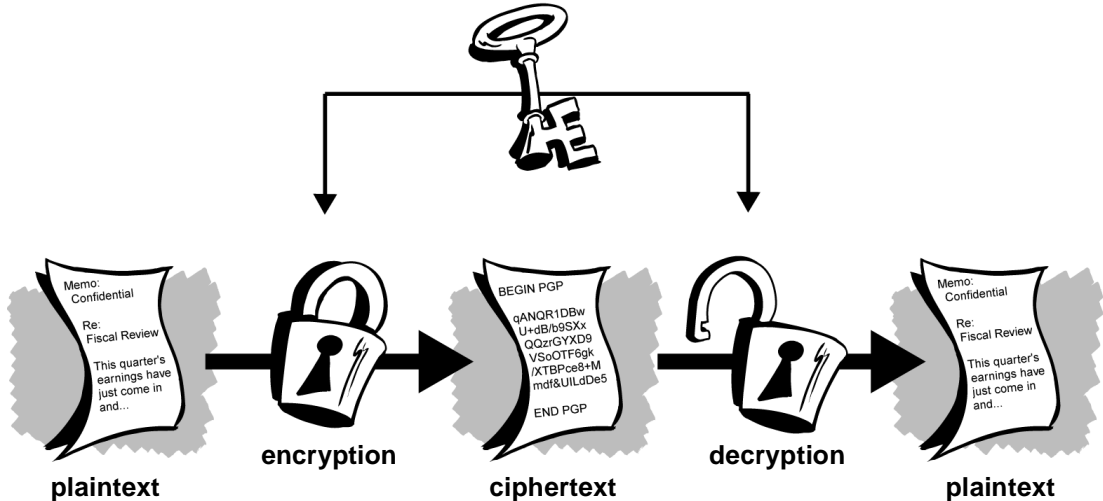 Memo:
Confidential
Re:
Fiscal Review
This quarter's
earnings have
just come in
and...
plaintext
encryption
BEGIN PGP
qANQR1DBw
U+dB/b9SXx
QQzrGYXD9
VSoOTF6gk
/XTBPce8+M
mdf&UILdDe5
END PGP
ciphertext
decryption
Memo:
Confidential
Re:
Fiscal Review
This quarter's
earnings have
just come in
and...
plaintext